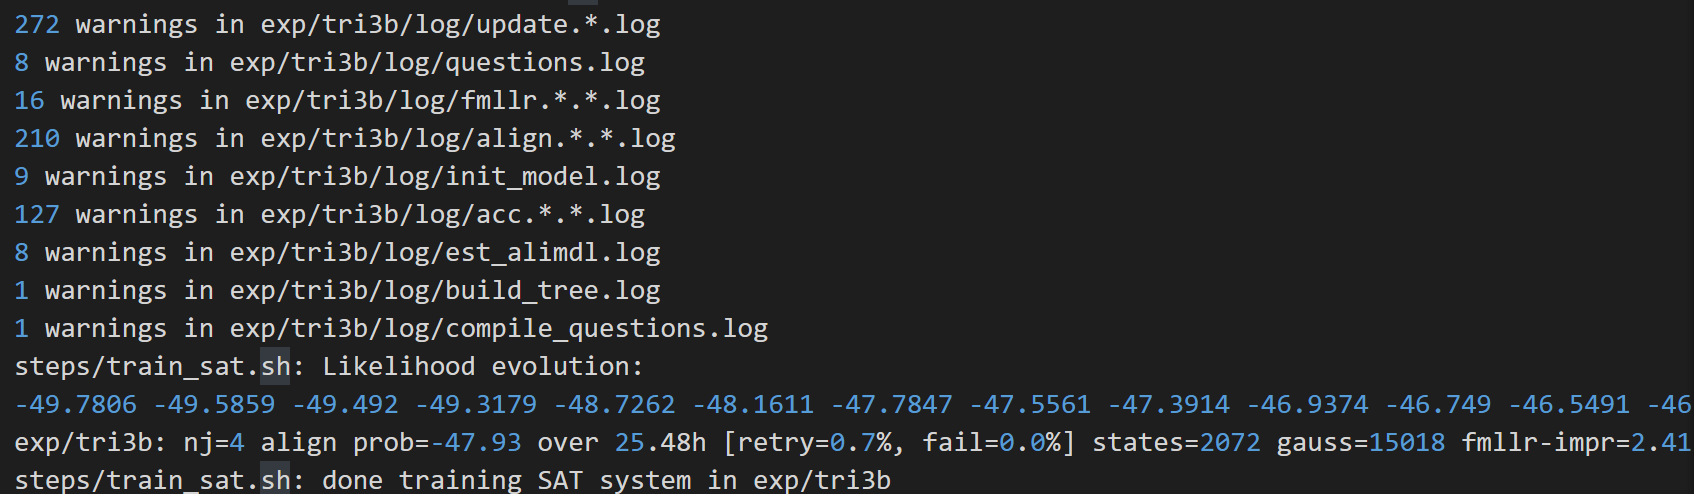 272 warnings in exp/tri3b/log/update.*.log
8 warnings in exp/tri3b/log/questions.log
16 warnings in exp/tri3b/log/fmllr.*.*.log
210 warnings in exp/tri3b/log/align.*.*.log
9 warnings in exp/tri3b/log/init_model.log
127 warnings in exp/tri3b/log/acc.*.*.log
8 warnings in exp/tri3b/log/est_alimdl.log
1 warnings in exp/tri3b/log/build_tree.log
1 warnings in exp/tri3b/log/compile_questions.log
steps/train_sat.sh: Likelihood evolution:
-49.7806 -49.5859 -49.492 -49.3179 -48.7262 -48.1611 -47.7847 -47.5561 -47.3914 -46.9374 -46.749 -46.5491 -46
exp/tri3b: nj=4 align prob=-47.93 over 25.48h [retry=0.7%, fail=0.0%] states=2072 gauss=15018 fmllr-impr=2.41
steps/train_sat.sh: done training SAT system in exp/tri3b